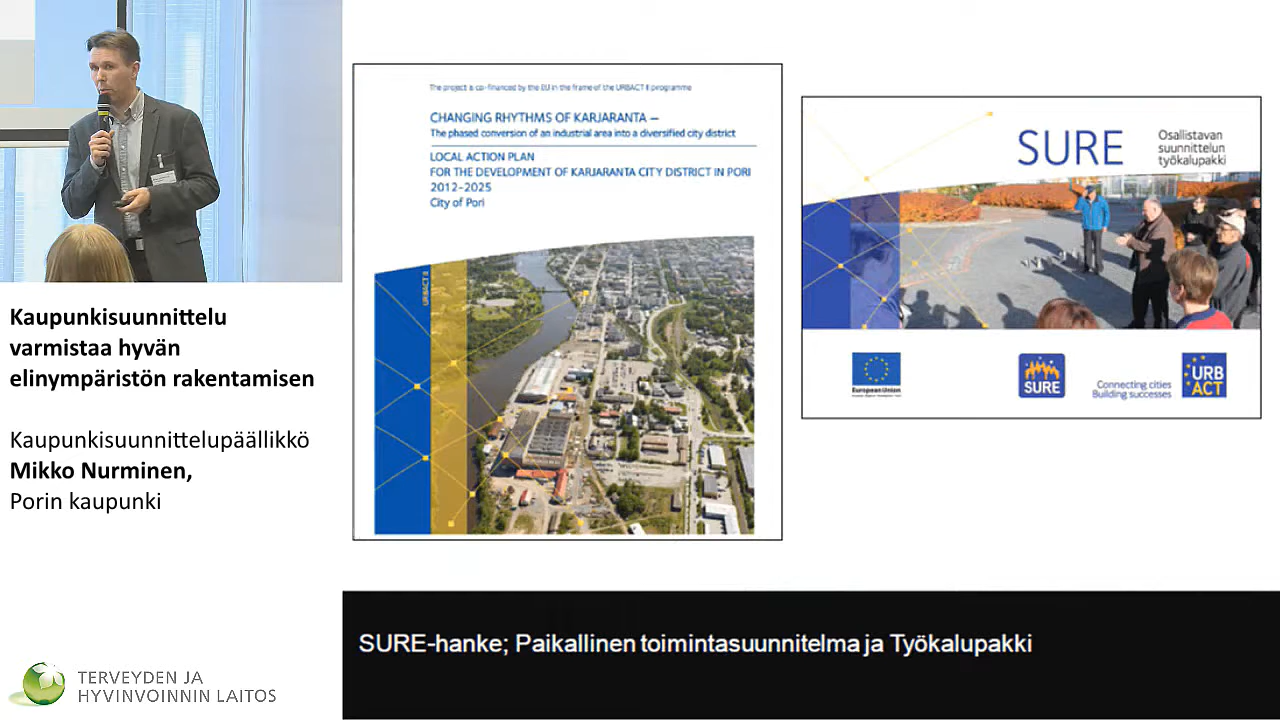 Kaupunkisuunnittelu
varmistaa hyvän
elinympäristön rakentamisen
Kaupunkisuunnittelupäällikkö
Mikko Nurminen,
Porin kaupunki
TERVEYDEN JA
HYVINVOINNIN LAITOS
The project is co-financed by the EU in the frame of the URBACT II programme
CHANGING RHYTHMS OF KARJARANTA –
The phased conversion of an industrial area into a diversified city district
LOCAL ACTION PLAN
FOR THE DEVELOPMENT OF KARJARANTA CITY DISTRICT IN PORI
2012-2025
City of Pori
URBACT II
SURE
Osallistavan
suunnittelun
työkalupakki
European Union
SURE
Connecting cities
Building successes
URB
ACT
SURE-hanke; Paikallinen toimintasuunnitelma ja Työkalupakki